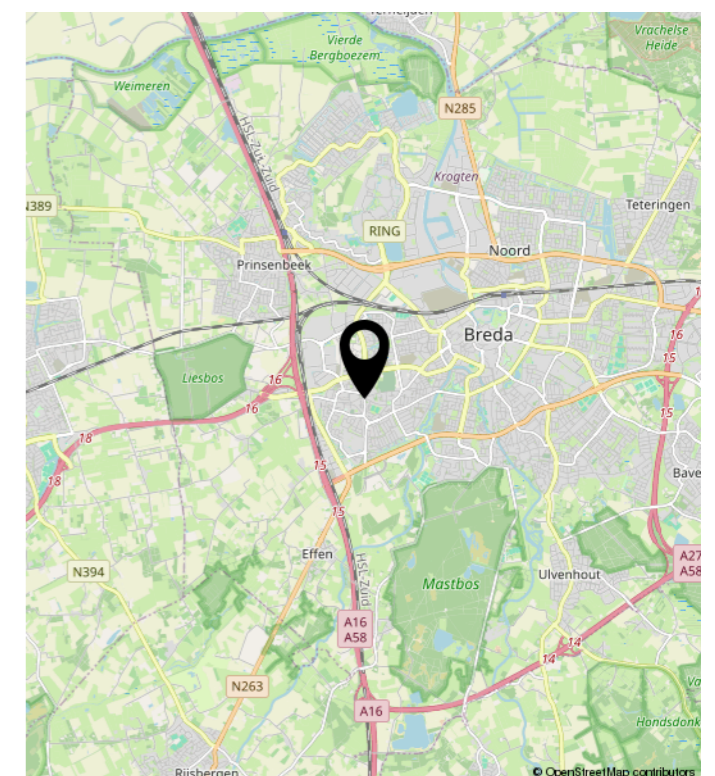 Terheijden
Vierde
Bergboezem
Vrachelse
Heide
Weimeren
N285
HSL-Zuid
Krogten
N389
Teteringen
RING
Noord
Prinsenbeek
Breda
16
15
Liesbos
16
16
15
18
15
18
Bave
15
Effen
A27
A58
N394
HSL-Zuid
Mastbos
Ulvenhout
A16
A58
14
14
N263
Va
A16
Hondsdonk
Rijsbergen
© OpenStreetMap contributors